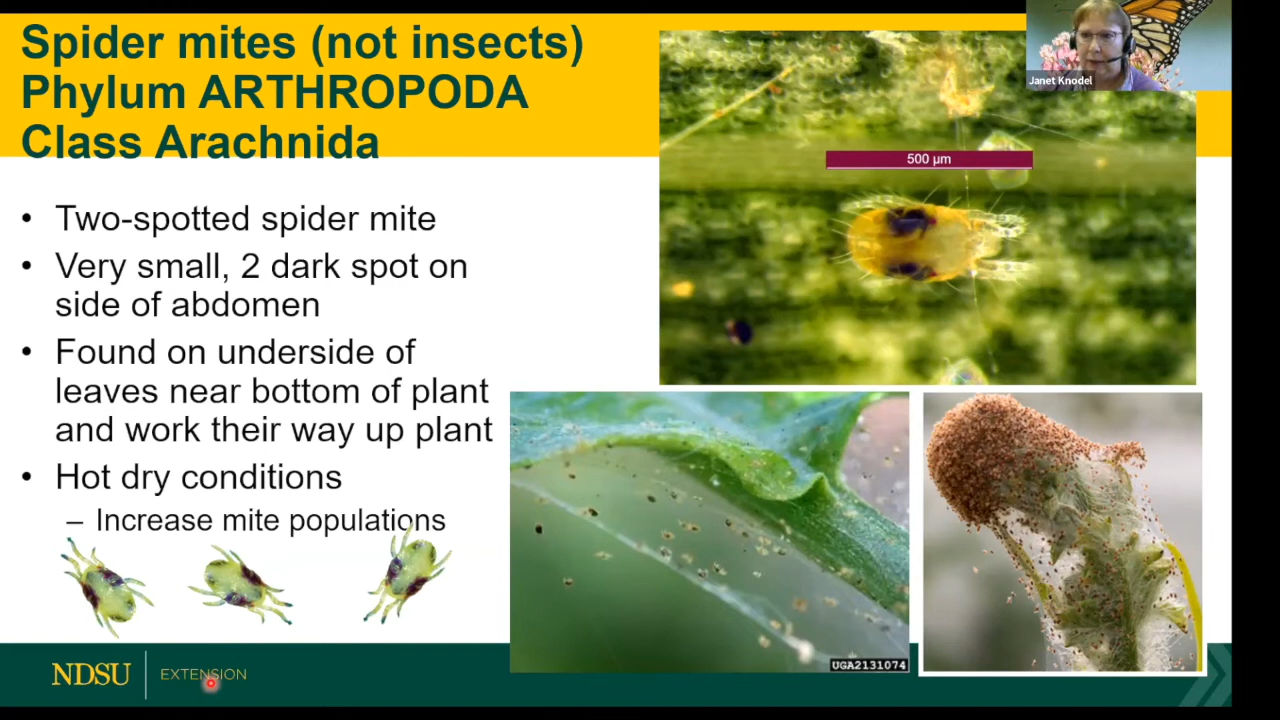 Spider mites (not insects)
Phylum ARTHROPODA
Class Arachnida
Janet Knodel
500 µm
• Two-spotted spider mite
• Very small, 2 dark spot on
side of abdomen
• Found on underside of
leaves near bottom of plant
and work their way up plant
• Hot dry conditions
– Increase mite populations
UGA2131074
NDSU EXTENSION